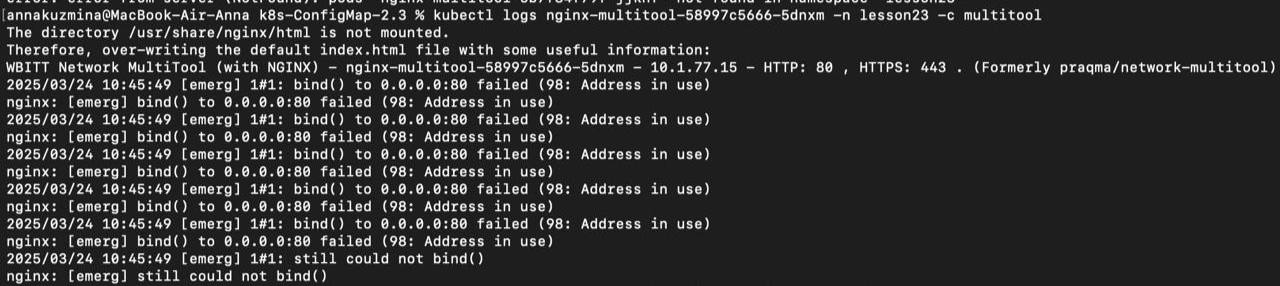 annakuzmina@MacBook-Air-Anna k8s-ConfigMap-2.3 % kubectl logs nginx-multitool-58997c5666-5dnxm -n lesson23 -c multitool
The directory /usr/share/nginx/html is not mounted.
Therefore, over-writing the default index.html file with some useful information:
WBITT Network MultiTool (with NGINX) - nginx-multitool-58997c5666-5dnxm - 10.1.77.15 - HTTP: 80 , HTTPS: 443 . (Formerly praqma/network-multitool)
2025/03/24 10:45:49 [emerg] 1#1: bind() to 0.0.0.0:80 failed (98: Address in use)
nginx: [emerg] bind() to 0.0.0.0:80 failed (98: Address in use)
2025/03/24 10:45:49 [emerg] 1#1: bind() to 0.0.0.0:80 failed (98: Address in use)
nginx: [emerg] bind() to 0.0.0.0:80 failed (98: Address in use)
2025/03/24 10:45:49 [emerg] 1#1: bind() to 0.0.0.0:80 failed (98: Address in use)
nginx: [emerg] bind() to 0.0.0.0:80 failed (98: Address in use)
2025/03/24 10:45:49 [emerg] 1#1: bind() to 0.0.0.0:80 failed (98: Address in use)
nginx: [emerg] bind() to 0.0.0.0:80 failed (98: Address in use)
2025/03/24 10:45:49 [emerg] 1#1: bind() to 0.0.0.0:80 failed (98: Address in use)
nginx: [emerg] bind() to 0.0.0.0:80 failed (98: Address in use)
2025/03/24 10:45:49 [emerg] 1#1: still could not bind()
nginx: [emerg] still could not bind()